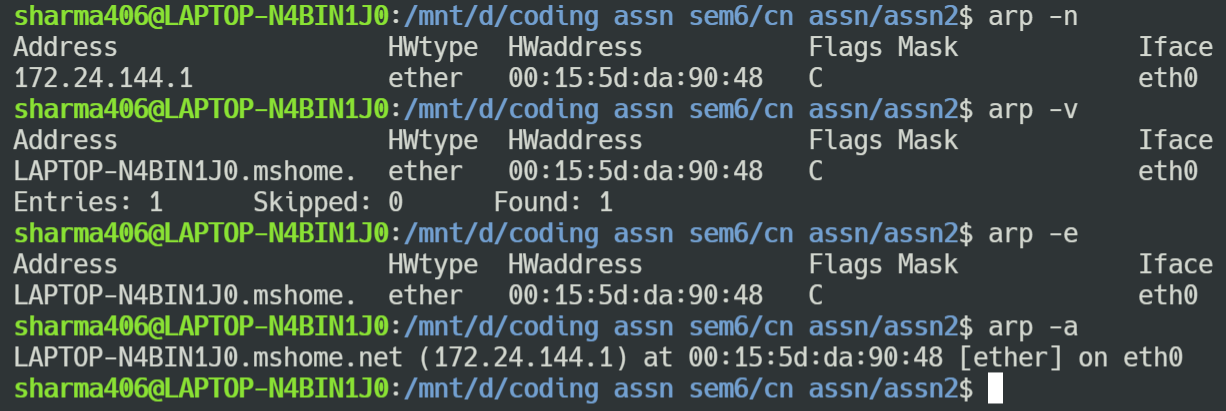 sharma406@LAPTOP-N4BIN1J0:/mnt/d/coding assn sem6/cn assn/assn2$ arp -n
Address                  HWtype  HWaddress           Flags Mask            Iface
172.24.144.1             ether   00:15:5d:da:90:48   C                     eth0
sharma406@LAPTOP-N4BIN1J0:/mnt/d/coding assn sem6/cn assn/assn2$ arp -v
Address                  HWtype  HWaddress           Flags Mask            Iface
LAPTOP-N4BIN1J0.mshome.  ether   00:15:5d:da:90:48   C                     eth0
Entries: 1      Skipped: 0      Found: 1
sharma406@LAPTOP-N4BIN1J0:/mnt/d/coding assn sem6/cn assn/assn2$ arp -e
Address                  HWtype  HWaddress           Flags Mask            Iface
LAPTOP-N4BIN1J0.mshome.  ether   00:15:5d:da:90:48   C                     eth0
sharma406@LAPTOP-N4BIN1J0:/mnt/d/coding assn sem6/cn assn/assn2$ arp -a
LAPTOP-N4BIN1J0.mshome.net (172.24.144.1) at 00:15:5d:da:90:48 [ether] on eth0
sharma406@LAPTOP-N4BIN1J0:/mnt/d/coding assn sem6/cn assn/assn2$